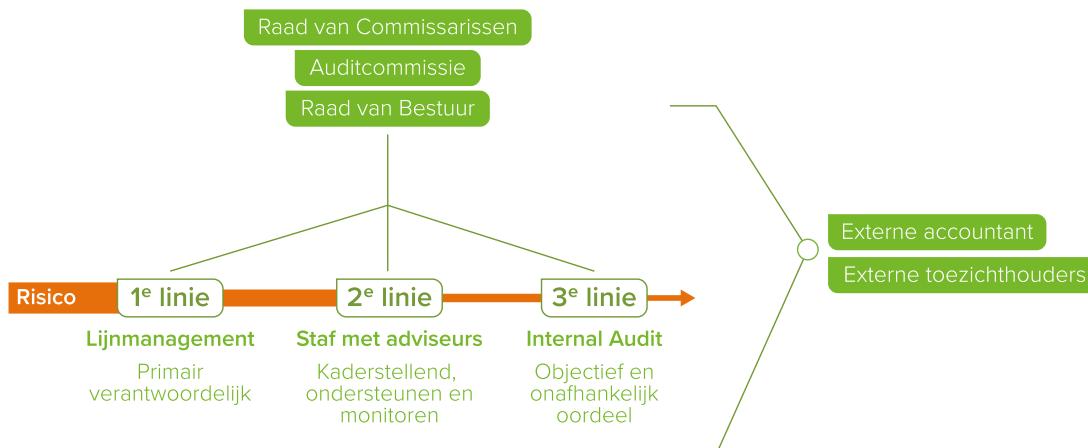 Raad van Commissarissen
Auditcommissie
Raad van Bestuur
Externe accountant
Externe toezichthouders
Risico
1e linie
2e linie
3e linie
Lijnmanagement
Primair
verantwoordelijk
Staf met adviseurs
Kaderstellend,
ondersteunen en
monitoren
Internal Audit
Objectief en
onafhankelijk
oordeel